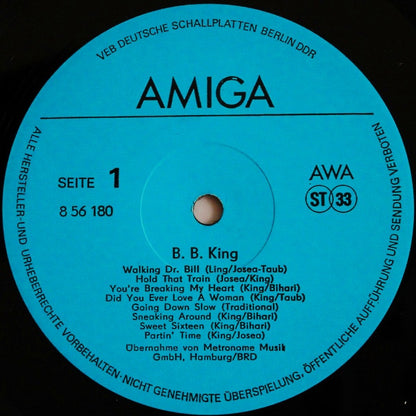 VEB DEUTSCHE SCHALLPLATTEN BERLIN DDR
AMIGA
SEITE 1
8 56 180
AWA
ST 33
B. B. King
Walking Dr. Bill (Ling/Josea-Taub)
Hold That Train (Josea/King)
You're Breaking My Heart (King/Bihari)
Did You Ever Love A Woman (King/Taub)
Going Down Slow (Traditional)
Sneaking Around (King/Bihari)
Sweet Sixteen (King/Bihari)
Partin' Time (King/Josea)
Übernahme von Metronome Musik
GmbH, Hamburg/BRD
ALLE HERSTELLER- UND URHEBERRECHTE VORBEHALTEN · NICHT GENEHMIGTE ÜBERSPIELUNG, ÖFFENTLICHE AUFFÜHRUNG UND SENDUNG VERBOTEN